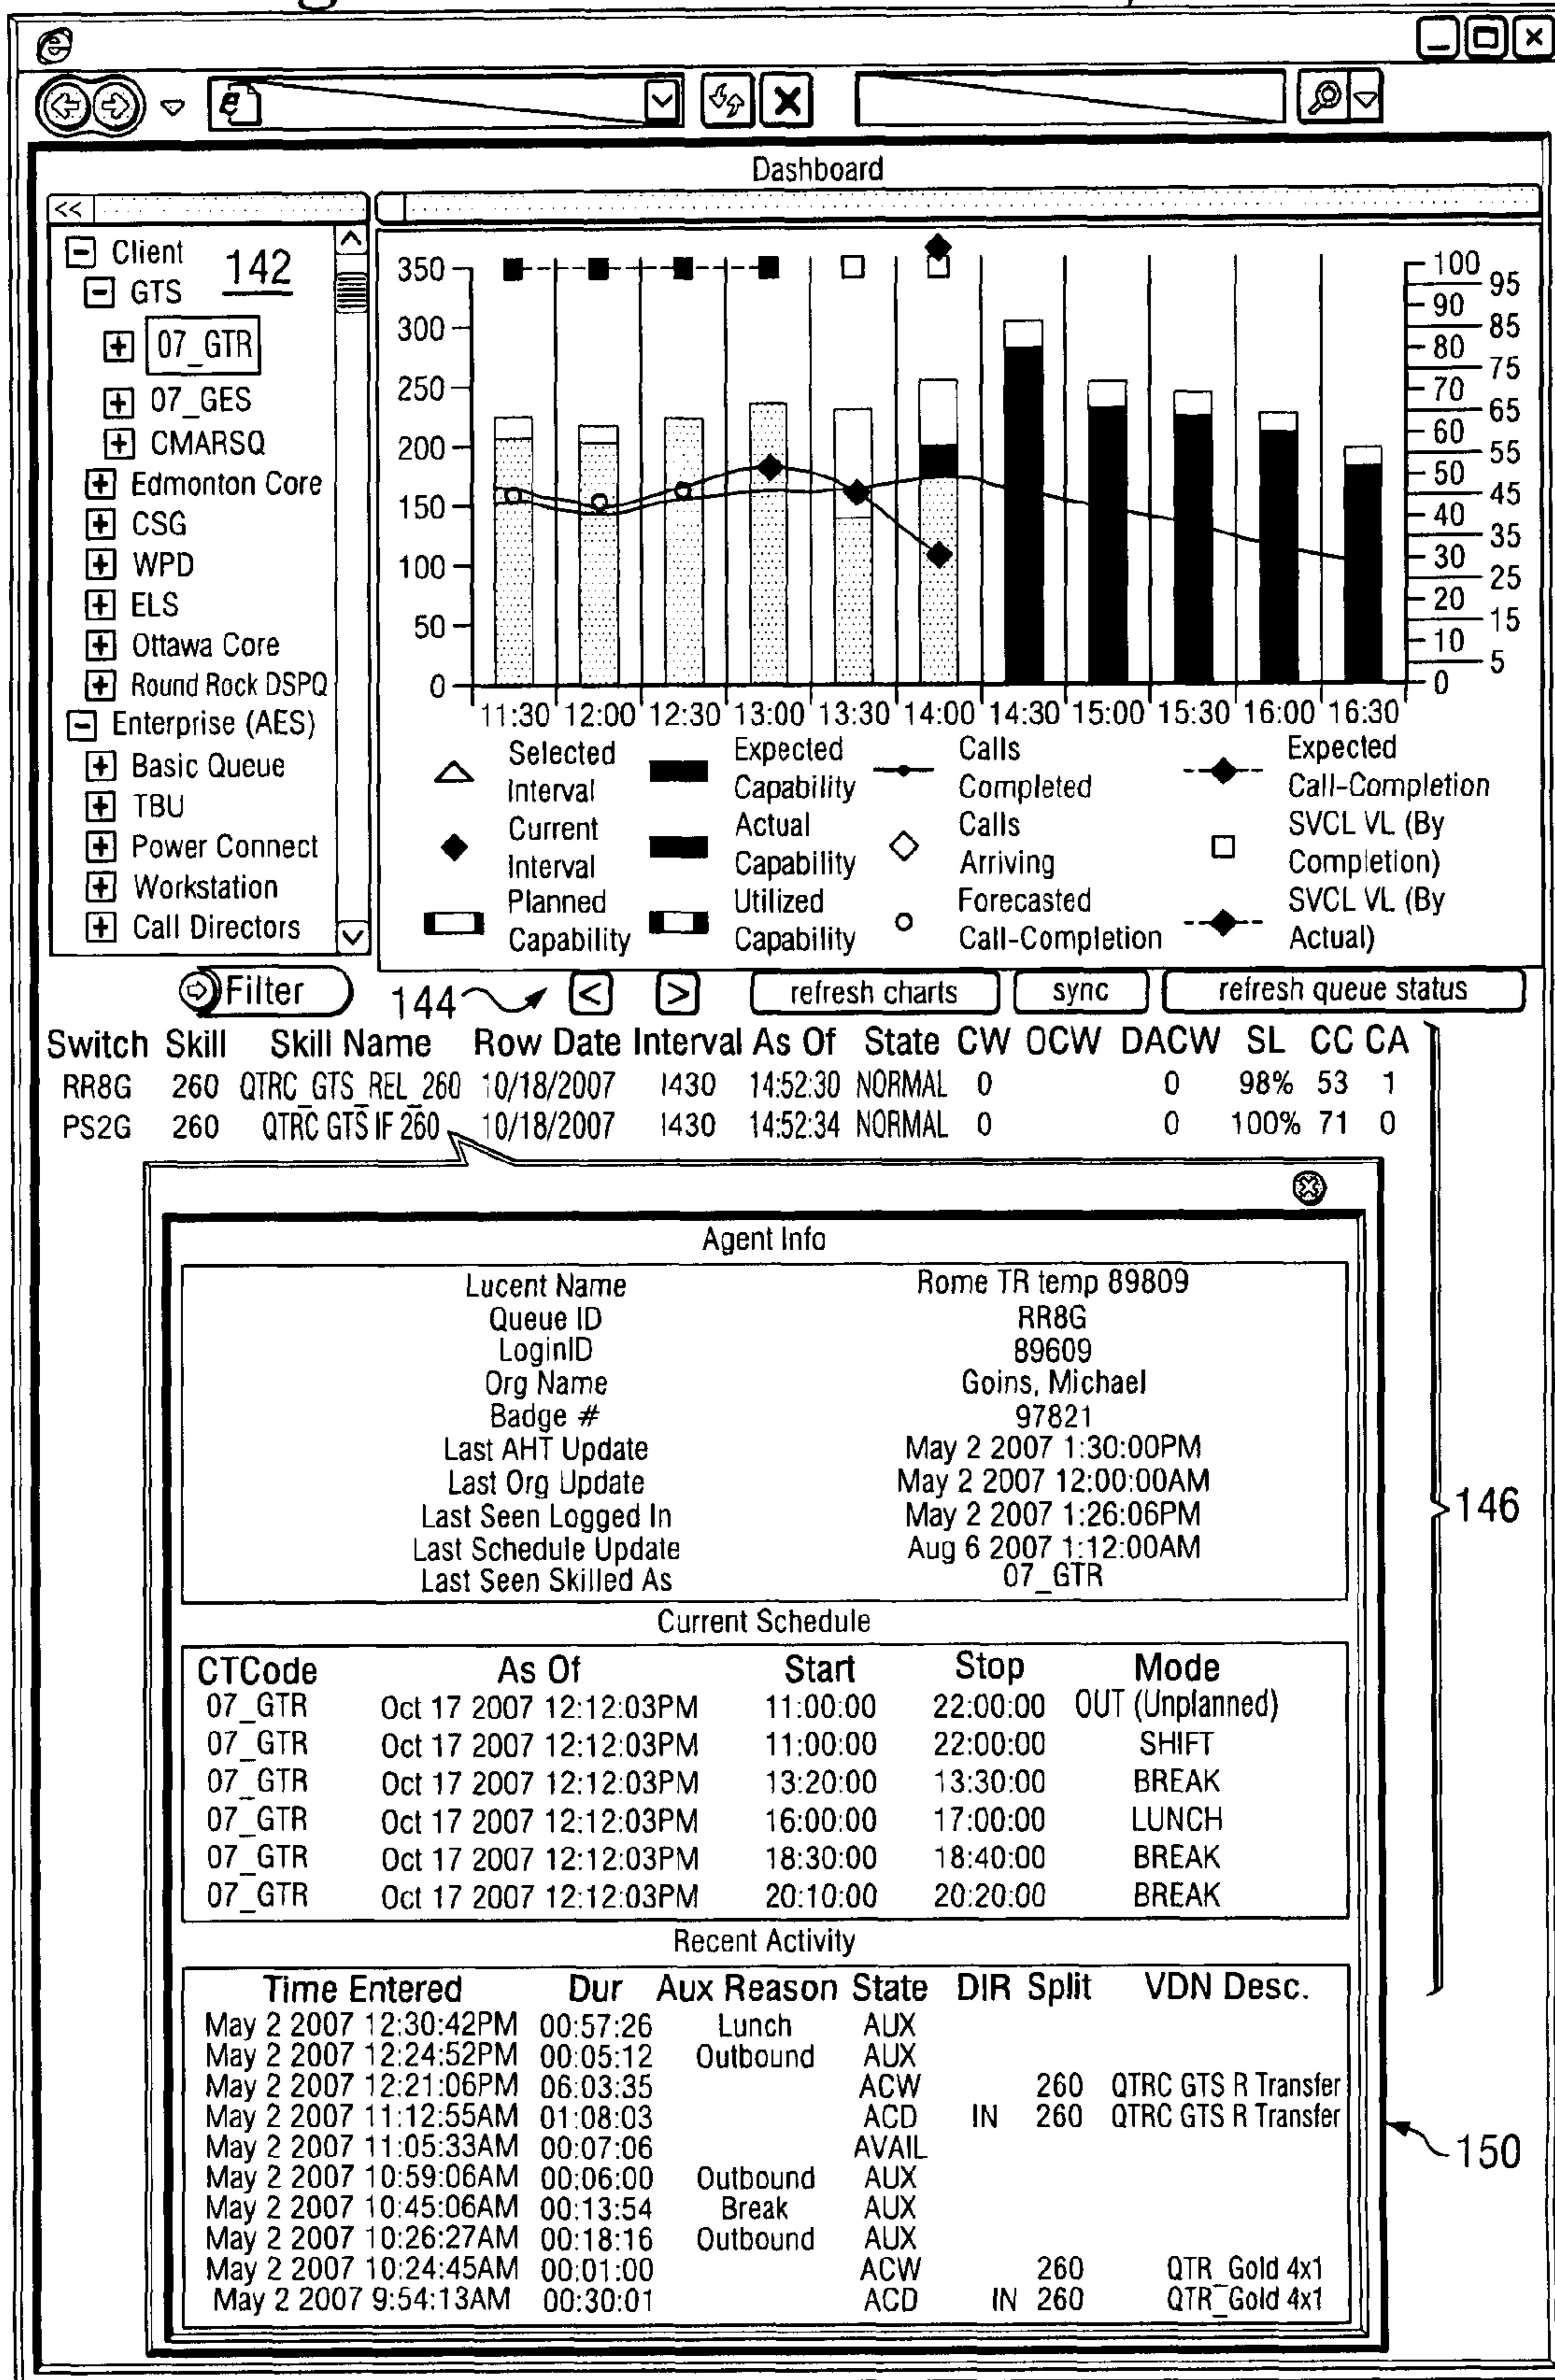 Dashboard
<<
Client
142
GTS
07_GTR
07_GES
CMARSQ
Edmonton Core
CSG
WPD
ELS
Ottawa Core
Round Rock DSPQ
Enterprise (AES)
Basic Queue
TBU
Power Connect
Workstation
Call Directors
350
300
250
200
150
100
50
0
100
95
90
85
80
75
70
65
60
55
50
45
40
35
30
25
20
15
10
5
0
11:30 12:00 12:30 13:00 13:30 14:00 14:30 15:00 15:30 16:00 16:30
Selected Interval
Expected Capability
Calls Completed
Expected Call-Completion
Current Interval
Actual Capability
Calls Arriving
SVCL VL (By Completion)
Planned Capability
Utilized Capability
Forecasted Call-Completion
SVCL VL (By Actual)
Filter
144
< >
refresh charts
sync
refresh queue status
Switch Skill Skill Name Row Date Interval As Of State CW OCW DACW SL CC CA
RR8G 260 QTRC_GTS_REL_260 10/18/2007 1430 14:52:30 NORMAL 0 0 98% 53 1
PS2G 260 QTRC GTS IF 260 10/18/2007 1430 14:52:34 NORMAL 0 0 100% 71 0
Agent Info
Lucent Name Rome TR temp 89809
Queue ID RR8G
LoginID 89609
Org Name Goins, Michael
Badge # 97821
Last AHT Update May 2 2007 1:30:00PM
Last Org Update May 2 2007 12:00:00AM
Last Seen Logged In May 2 2007 1:26:06PM
Last Schedule Update Aug 6 2007 1:12:00AM
Last Seen Skilled As 07_GTR
146
Current Schedule
CTCode As Of Start Stop Mode
07_GTR Oct 17 2007 12:12:03PM 11:00:00 22:00:00 OUT (Unplanned)
07_GTR Oct 17 2007 12:12:03PM 11:00:00 22:00:00 SHIFT
07_GTR Oct 17 2007 12:12:03PM 13:20:00 13:30:00 BREAK
07_GTR Oct 17 2007 12:12:03PM 16:00:00 17:00:00 LUNCH
07_GTR Oct 17 2007 12:12:03PM 18:30:00 18:40:00 BREAK
07_GTR Oct 17 2007 12:12:03PM 20:10:00 20:20:00 BREAK
Recent Activity
Time Entered Dur Aux Reason State DIR Split VDN Desc.
May 2 2007 12:30:42PM 00:57:26 Lunch AUX
May 2 2007 12:24:52PM 00:05:12 Outbound AUX
May 2 2007 12:21:06PM 06:03:35 ACW 260 QTRC GTS R Transfer
May 2 2007 11:12:55AM 01:08:03 ACD IN 260 QTRC GTS R Transfer
May 2 2007 11:05:33AM 00:07:06 AVAIL
May 2 2007 10:59:06AM 00:06:00 Outbound AUX
May 2 2007 10:45:06AM 00:13:54 Break AUX
May 2 2007 10:26:27AM 00:18:16 Outbound AUX
May 2 2007 10:24:45AM 00:01:00 ACW 260 QTR_Gold 4x1
May 2 2007 9:54:13AM 00:30:01 ACD IN 260 QTR_Gold 4x1
150